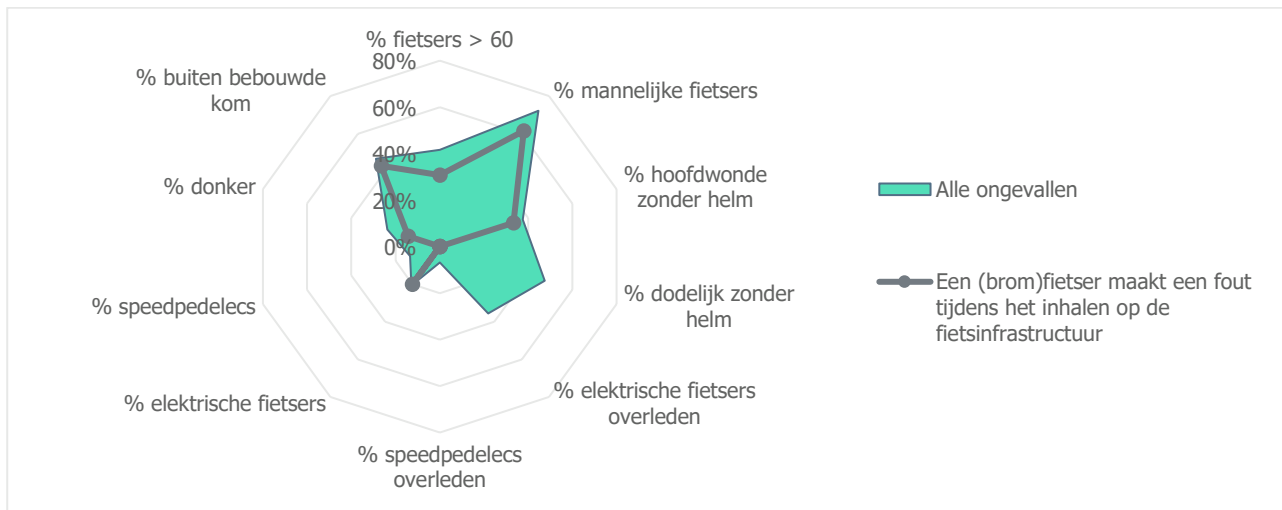 % fietsers > 60
80%
% buiten bebouwde
kom
% mannelijke fietsers
60%
40%
% donker
% hoofdwonde
zonder helm
20%
Alle ongevallen
0%
% speedpedelecs
% dodelijk zonder
helm
Een (brom)fietser maakt een fout
tijdens het inhalen op de
fietsinfrastructuur
% elektrische fietsers
% elektrische fietsers
overleden
% speedpedelecs
overleden